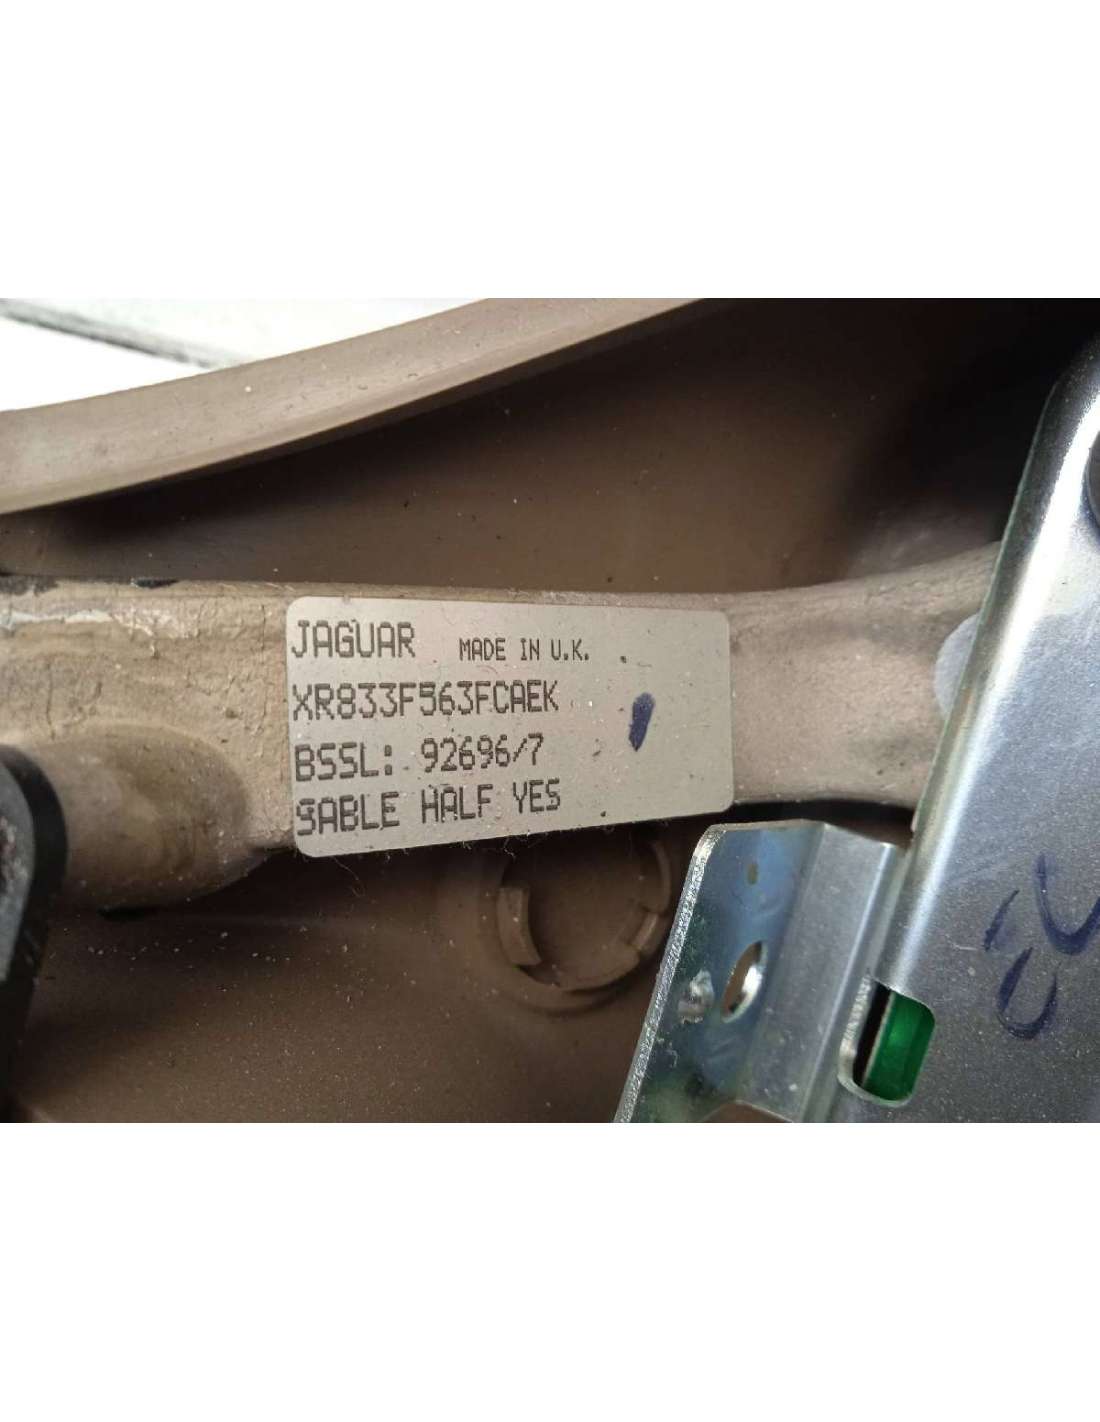 JAGUAR MADE IN U.K.
XR833F563FCAEK
BSSL: 92696/7
SABLE HALF YES